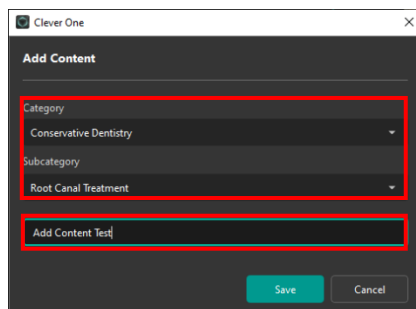 Clever One
Add Content
Category
Conservative Dentistry
Subcategory
Root Canal Treatment
Add Content Test
Save Cancel